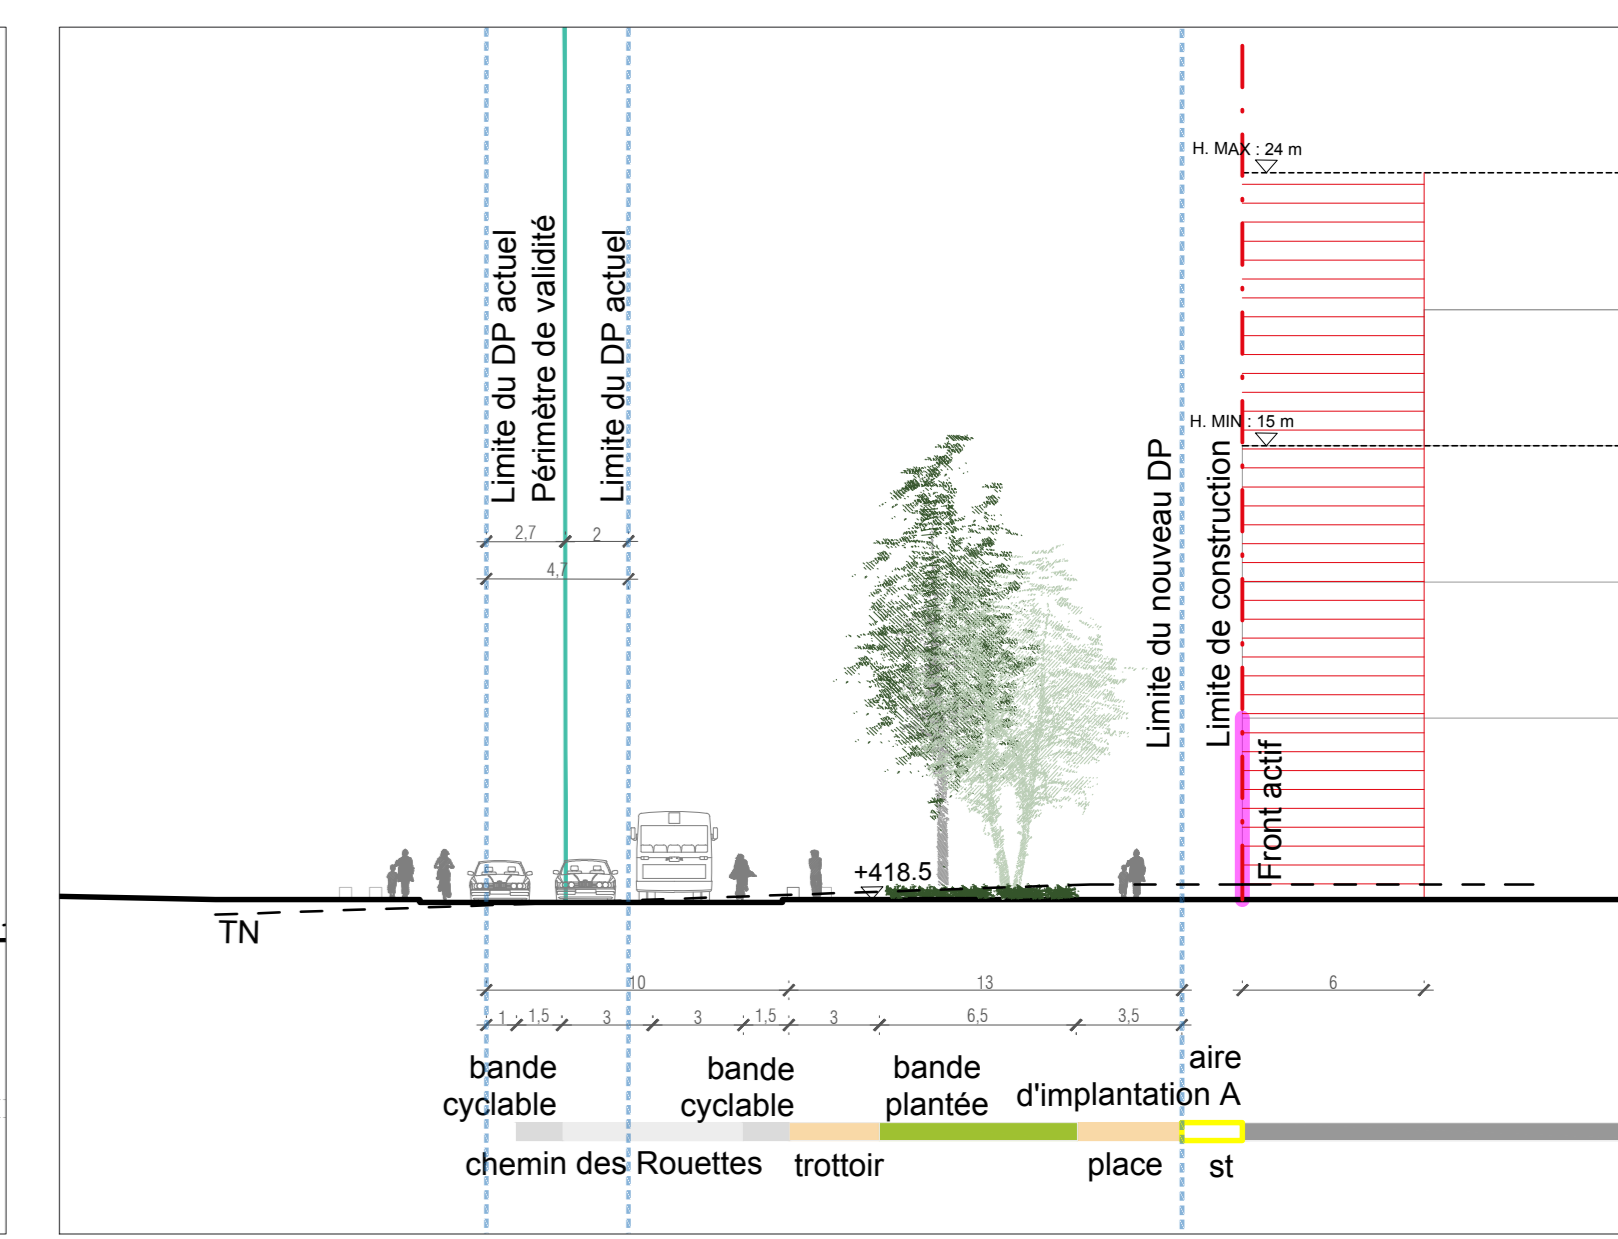 H. MAX : 24 m
Limite du DP actuel
Périmètre de validité
Limite du DP actuel
H. MIN : 15 m
Limite du nouveau DP
Limite de construction
2,7
2
4,7
Front actif
+418.5
TN
10
13
6
1
1,5
3
3
1,5
3
6,5
3,5
bande
cyclable
bande
cyclable
bande
plantée
aire
d'implantation A
chemin des Rouettes
trottoir
place
st